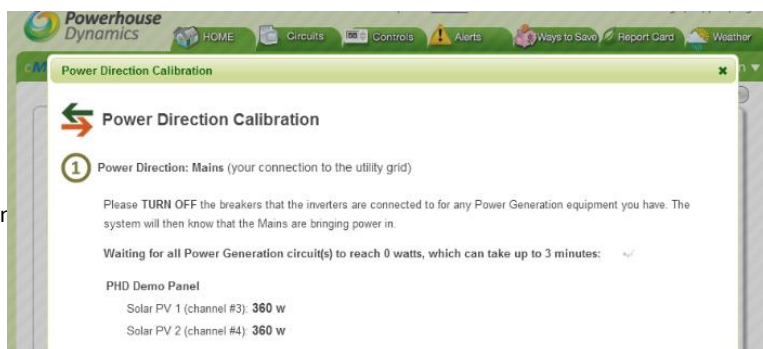 Powerhouse
Dynamics
HOME
Circuits
Controls
Alerts
Ways to Save
Report Card
Weather
Power Direction Calibration
Power Direction Calibration
1 Power Direction: Mains (your connection to the utility grid)
Please TURN OFF the breakers that the inverters are connected to for any Power Generation equipment you have. The
system will then know that the Mains are bringing power in.
Waiting for all Power Generation circuit(s) to reach 0 watts, which can take up to 3 minutes:
PHD Demo Panel
Solar PV 1 (channel #3): 360 w
Solar PV 2 (channel #4): 360 w